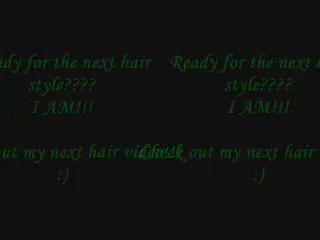 ady for the next hair
style????
I AM!!!
Ready for the next hair
style????
I AM!!!
out my next hair
:)
out my next hair
:)